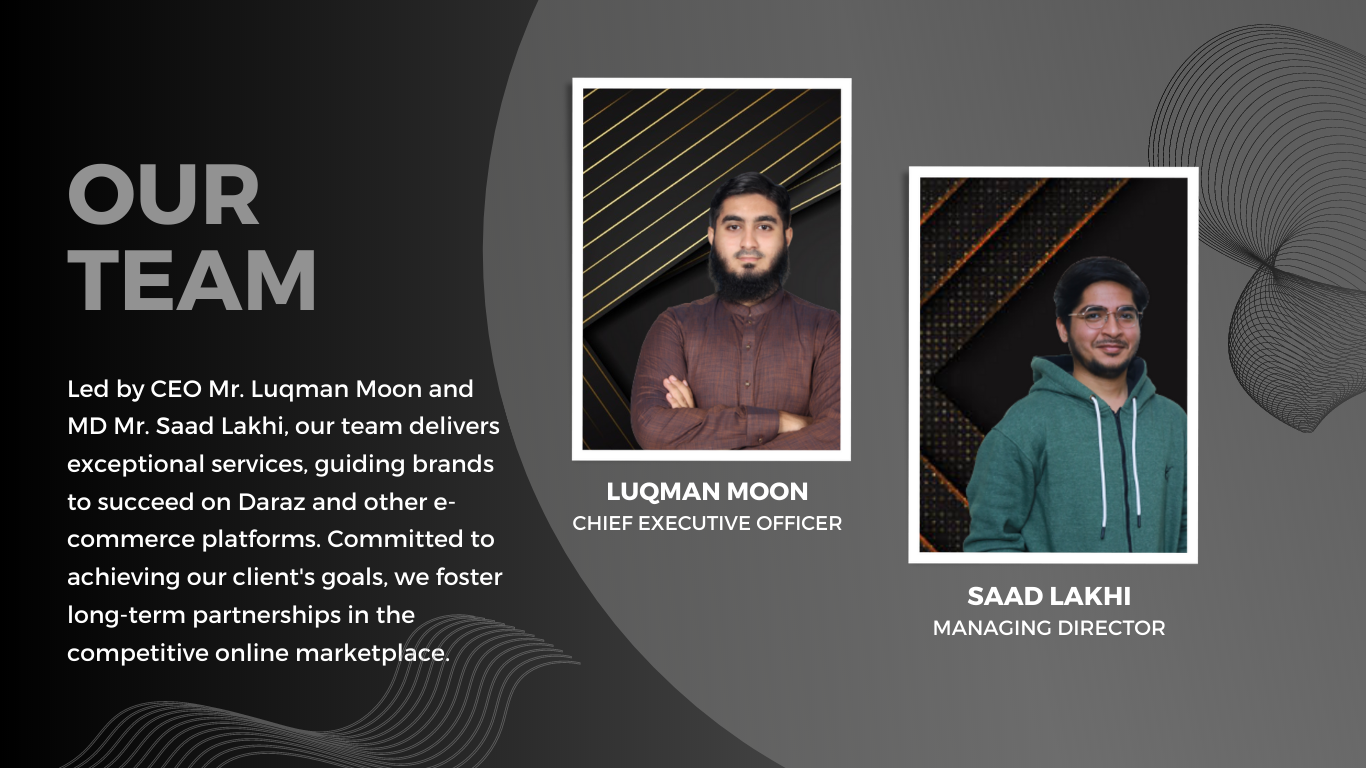 OUR
TEAM
Led by CEO Mr. Luqman Moon and
MD Mr. Saad Lakhi, our team delivers
exceptional services, guiding brands
to succeed on Daraz and other e-
commerce platforms. Committed to
achieving our client's goals, we foster
long-term partnerships in the
competitive online marketplace.
LUQMAN MOON
CHIEF EXECUTIVE OFFICER
SAAD LAKHI
MANAGING DIRECTOR